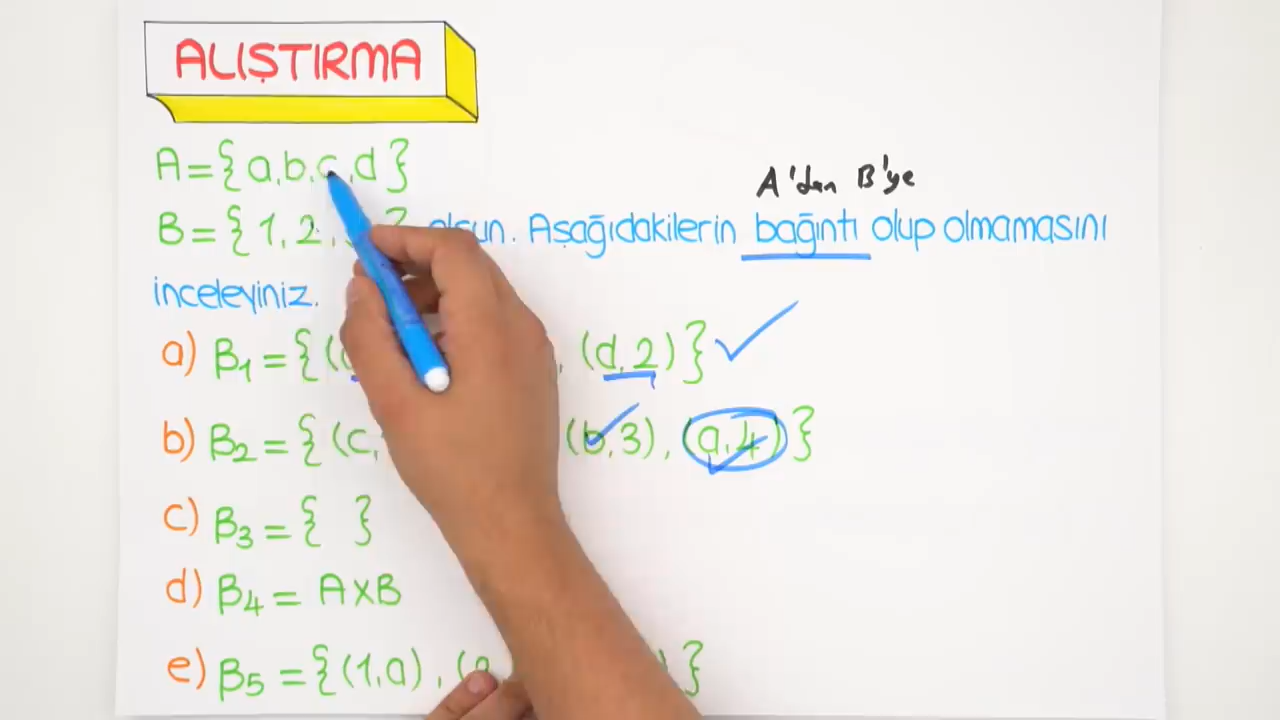 ALIŞTIRMA
A = { a, b, c, d }
A'dan B'ye
B = { 1, 2, } olsun. Aşağıdakilerin bağıntı olup olmamasını
inceleyiniz.
a) β1 = { ( , (d, 2) }
b) β2 = { (c, (b, 3), (a, 4) }
c) β3 = { }
d) β4 = A x B
e) β5 = { (1, a), (a ) }